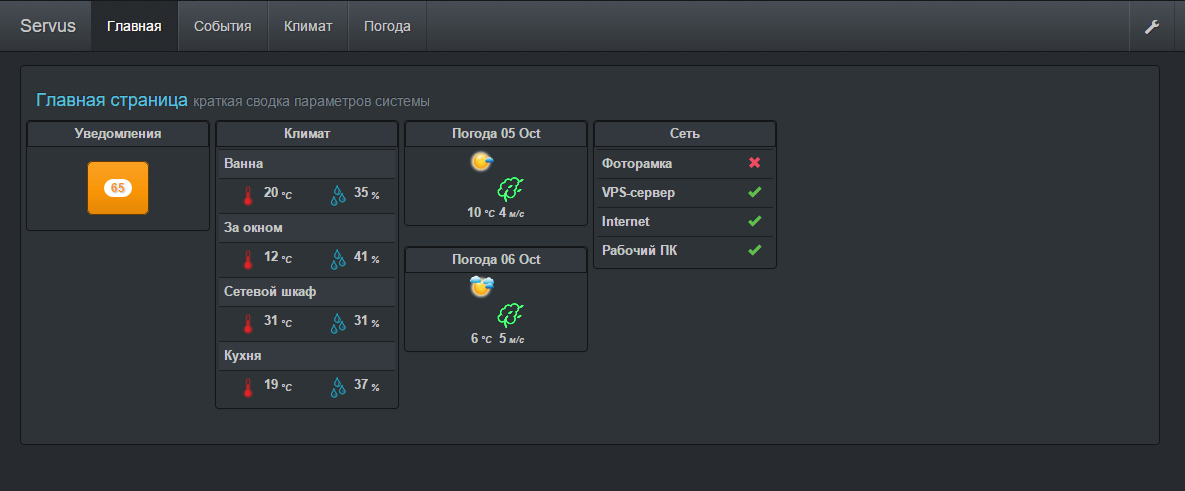 Servus Главная События Климат Погода
Главная страница краткая сводка параметров системы
Уведомления
65
Климат
Ванна
20 °C 35 %
За окном
12 °C 41 %
Сетевой шкаф
31 °C 31 %
Кухня
19 °C 37 %
Погода 05 Oct
10 °C 4 м/с
Погода 06 Oct
6 °C 5 м/с
Сеть
Фоторамка
VPS-сервер
Internet
Рабочий ПК